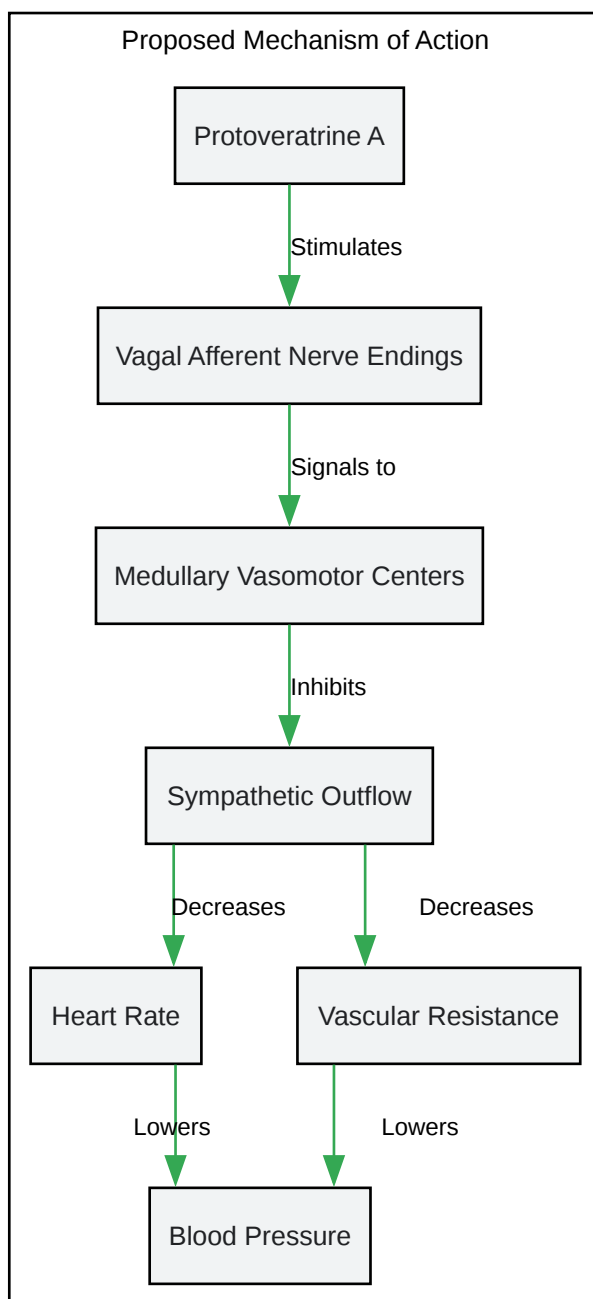 Proposed Mechanism of Action
Protoveratrine A
Stimulates
Vagal Afferent Nerve Endings
Signals to
Medullary Vasomotor Centers
Inhibits
Sympathetic Outflow
Decreases
Decreases
Heart Rate
Vascular Resistance
Lowers
Lowers
Blood Pressure